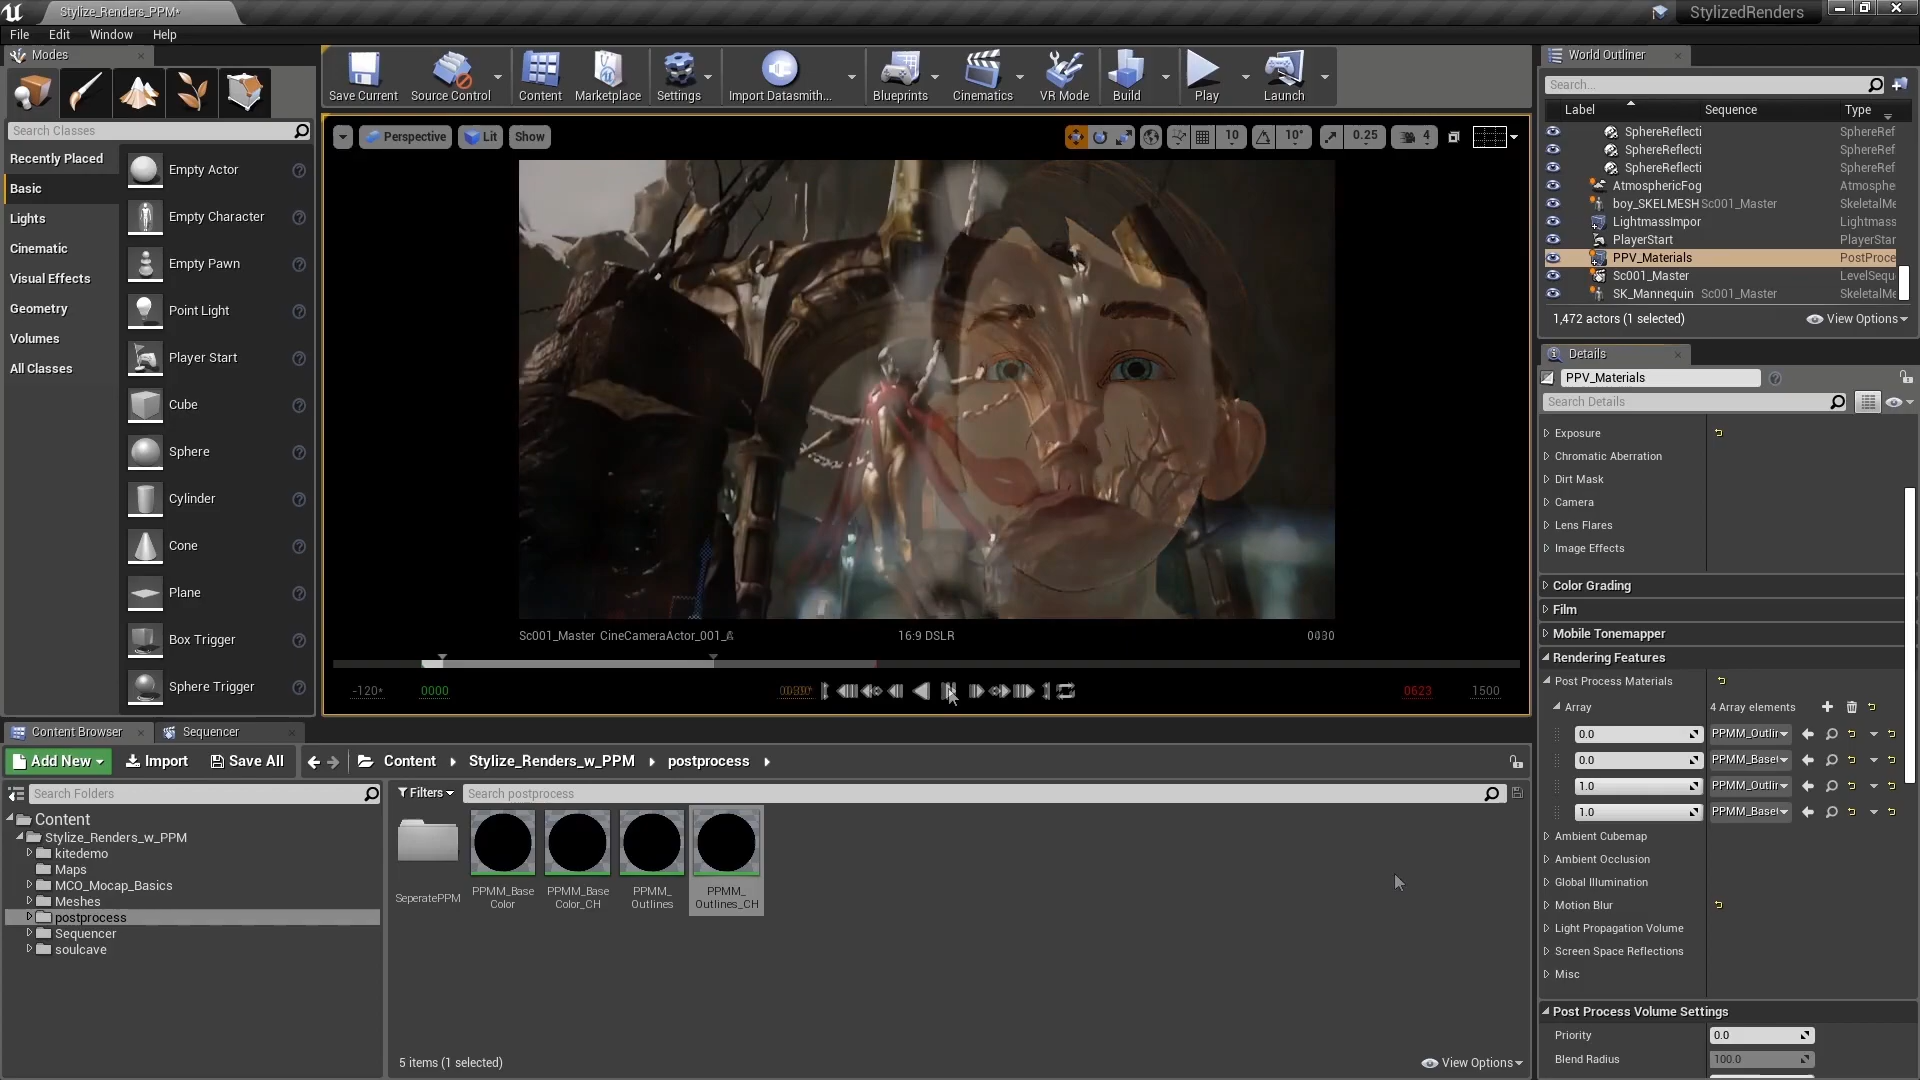 Stylize_Renders_PPM*
StylizedRenders
File Edit Window Help
Modes
Search Classes
Recently Placed
Basic
Lights
Cinematic
Visual Effects
Geometry
Volumes
All Classes
Empty Actor
Empty Character
Empty Pawn
Point Light
Player Start
Cube
Sphere
Cylinder
Cone
Plane
Box Trigger
Sphere Trigger
Save Current Source Control Content Marketplace Settings Import Datasmith... Blueprints Cinematics VR Mode Build Play Launch
Perspective Lit Show 10 10° 0.25 4
Sc001_Master CineCameraActor_001_ 16:9 DSLR
-120* 0000 0623 1500
World Outliner
Search...
Label Sequence Type
SphereReflecti SphereRef
SphereReflecti SphereRef
SphereReflecti SphereRef
AtmosphericFog Atmosphe
boy_SKELMESH Sc001_Master SkeletalMe
LightmassImpor Lightmass
PlayerStart PlayerStar
PPV_Materials PostProce
Sc001_Master LevelSequ
SK_Mannequin Sc001_Master SkeletalMe
1,472 actors (1 selected) View Options
Details
PPV_Materials
Search Details
Exposure
Chromatic Aberration
Dirt Mask
Camera
Lens Flares
Image Effects
Color Grading
Film
Mobile Tonemapper
Rendering Features
Post Process Materials
Array 4 Array elements
0.0 PPMM_Outlir
0.0 PPMM_Base
1.0 PPMM_Outlir
1.0 PPMM_Base
Ambient Cubemap
Ambient Occlusion
Global Illumination
Motion Blur
Light Propagation Volume
Screen Space Reflections
Misc
Post Process Volume Settings
Priority 0.0
Blend Radius 100.0
Content Browser Sequencer
Add New Import Save All Content Stylize_Renders_w_PPM postprocess
Search Folders
Filters Search postprocess
Content
Stylize_Renders_w_PPM
kitedemo
Maps
MCO_Mocap_Basics
Meshes
postprocess
Sequencer
soulcave
SeperatePPM
PPMM_Base
Color
PPMM_Base
Color_CH
PPMM_
Outlines
PPMM_
Outlines_CH
5 items (1 selected) View Options